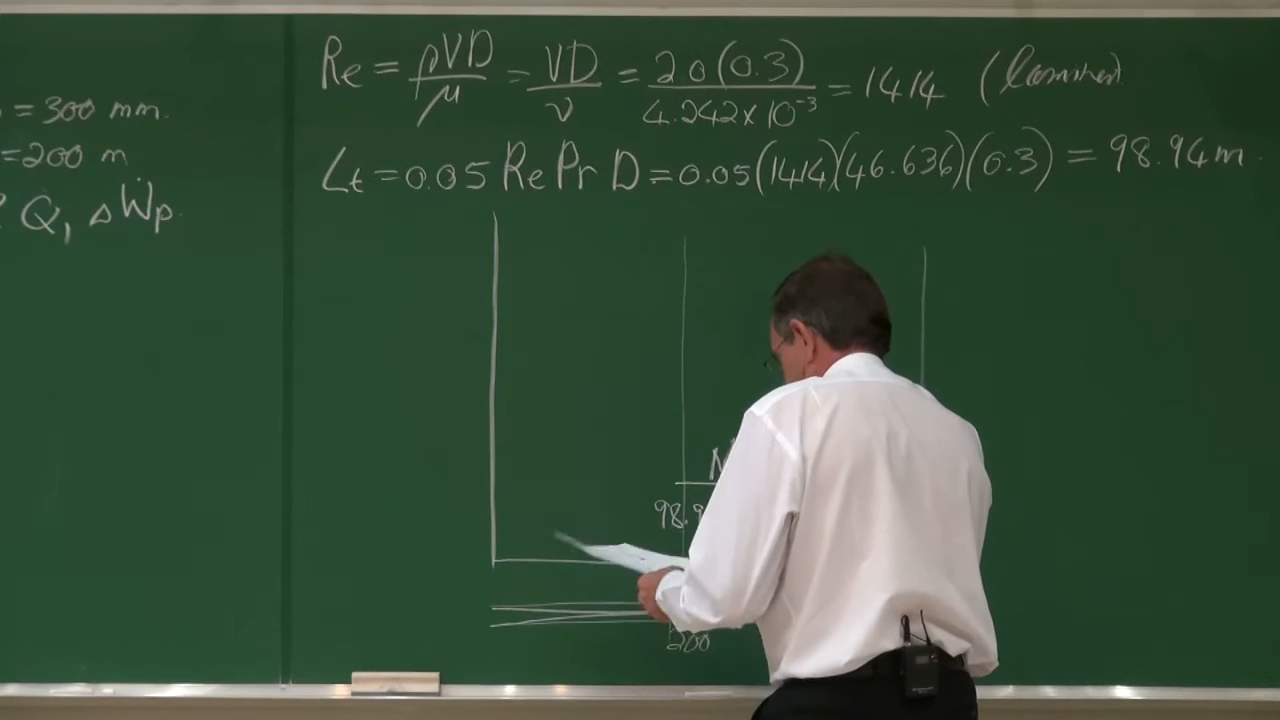 = 300 mm.
= 200 m
Q, ΔẆp.
Re = ρVD/μ = VD/ν = 20(0.3)/4.242×10⁻³ = 1414 (Laminar)
Lt = 0.05 Re Pr D = 0.05(1414)(46.636)(0.3) = 98.94 m.
N
98.9
200